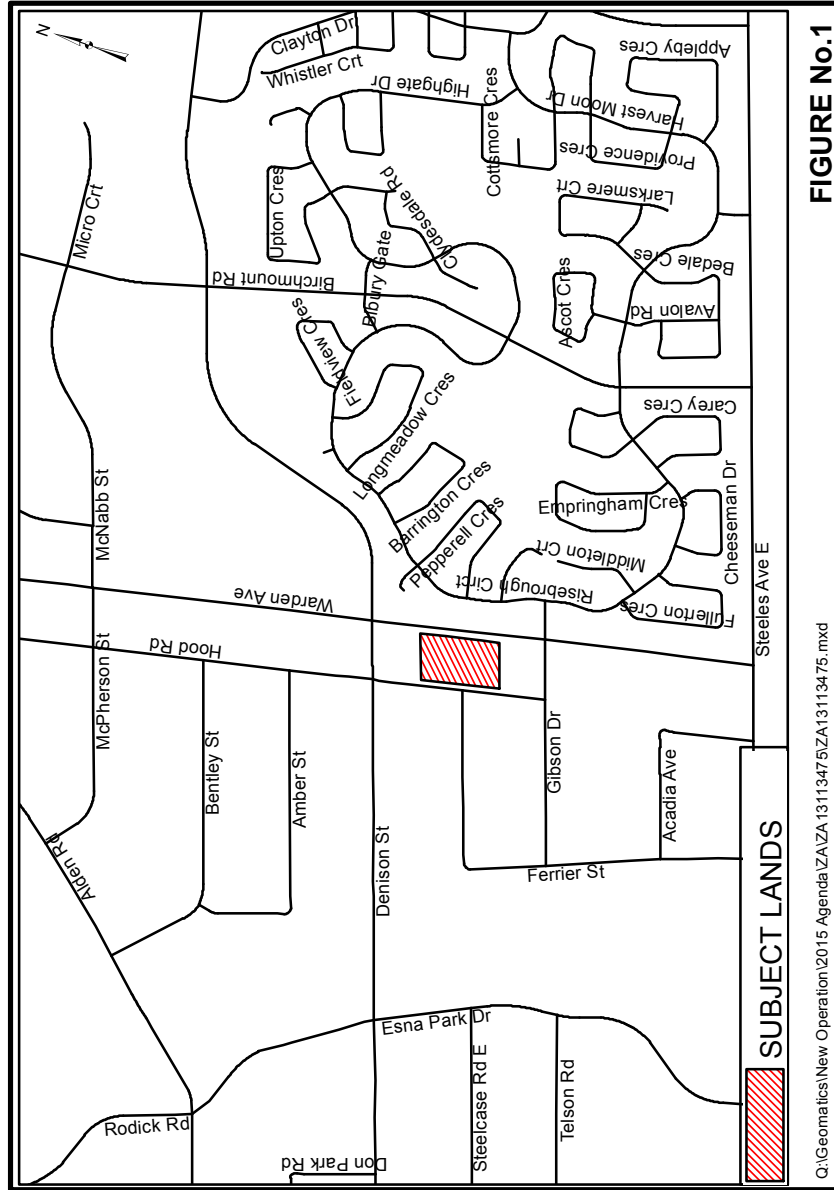 N
Clayton Dr
Whistler Crt
Highgate Dr
Cottsmore Cres
Harvest Moon Dr
Appleby Cres
Providence Cres
Larksmere Crt
Bedale Cres
Avalon Rd
Ascot Cres
Upton Cres
Clydesdale Rd
Bibury Gate
Birchmount Rd
Micro Crt
Fieldview Cres
Longmeadow Cres
Barrington Cres
Pepperell Cres
Carey Cres
Empringham Cres
Middleton Crt
Risebrough Circt
Cheeseman Dr
Fullerton Cres
Steeles Ave E
McNabb St
Warden Ave
Hood Rd
McPherson St
Bentley St
Amber St
Denison St
Gibson Dr
Acadia Ave
Ferrier St
Alden Rd
Esna Park Dr
Steelcase Rd E
Telson Rd
Rodick Rd
Don Park Rd
SUBJECT LANDS
Q:\Geomatics\New Operation\2015 Agenda\ZA\ZA13113475\ZA13113475.mxd
FIGURE No.1